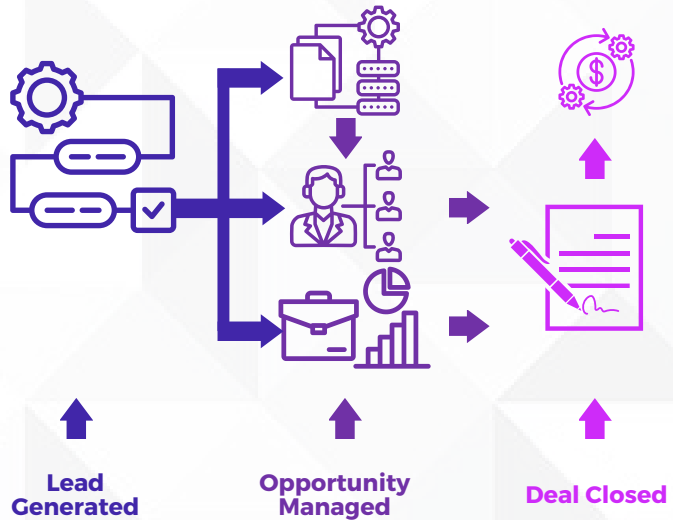 $
Lead
Generated
Opportunity
Managed
Deal Closed